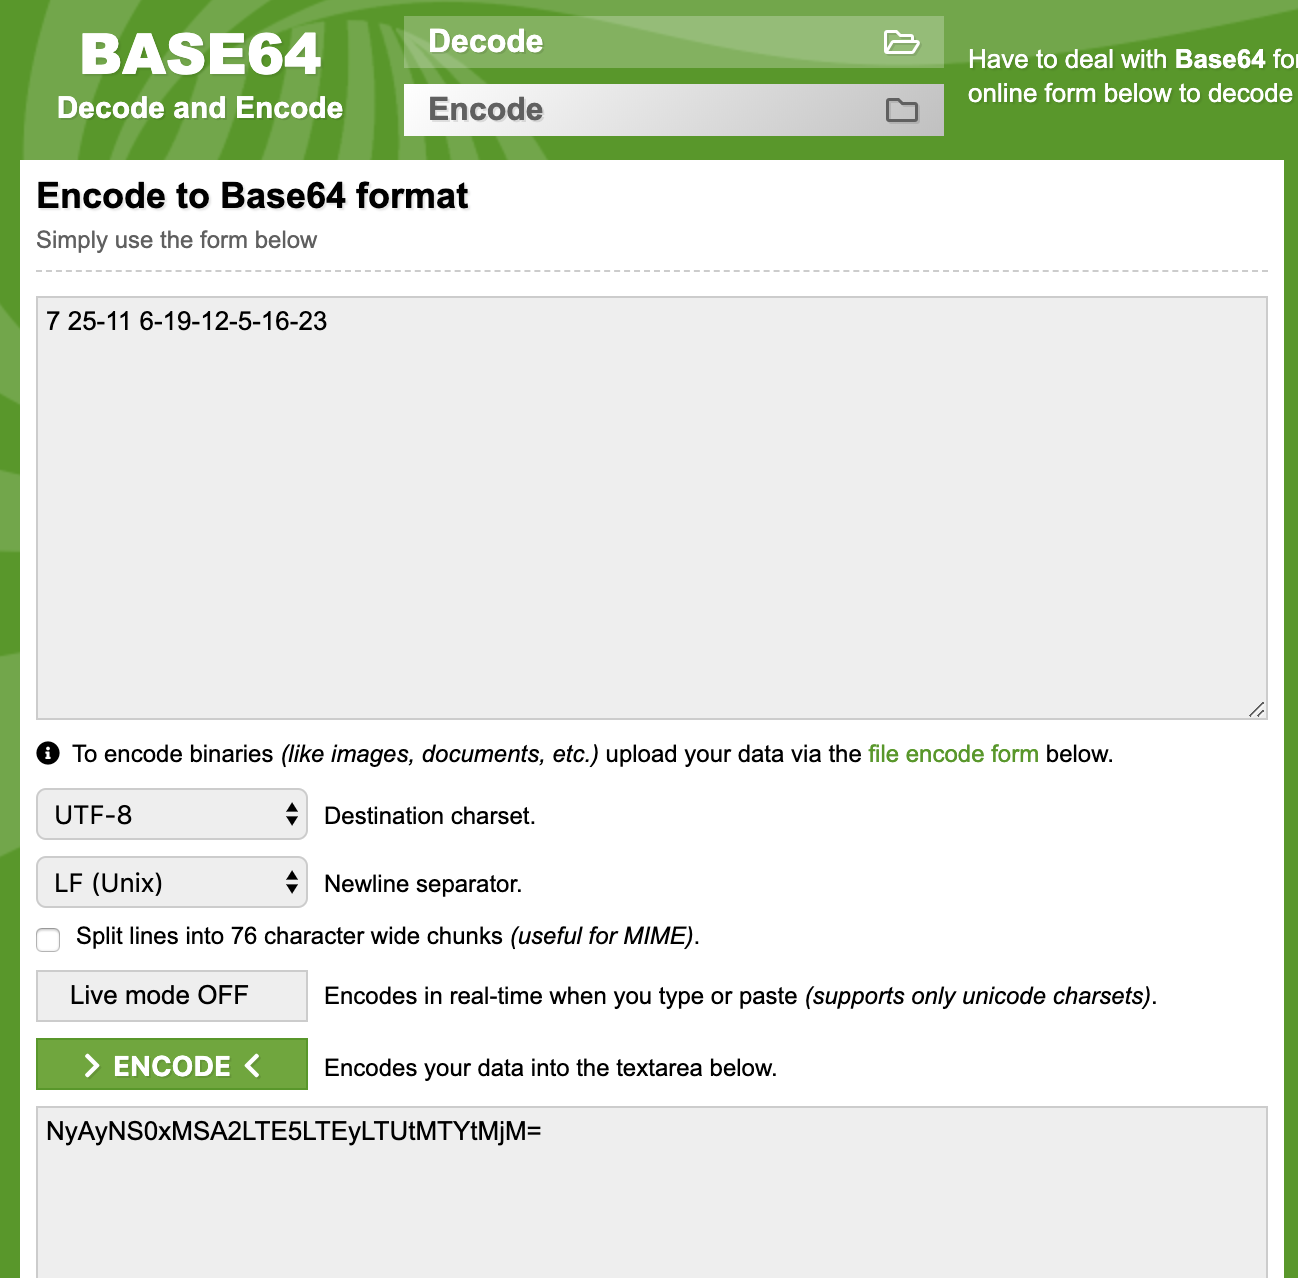 BASE64
Decode and Encode
Decode
Encode
Have to deal with Base64 for
online form below to decode
Encode to Base64 format
Simply use the form below
7 25-11 6-19-12-5-16-23
To encode binaries (like images, documents, etc.) upload your data via the file encode form below.
UTF-8 Destination charset.
LF (Unix) Newline separator.
Split lines into 76 character wide chunks (useful for MIME).
Live mode OFF Encodes in real-time when you type or paste (supports only unicode charsets).
> ENCODE < Encodes your data into the textarea below.
NyAyNS0xMSA2LTE5LTEyLTUtMTYtMjM=